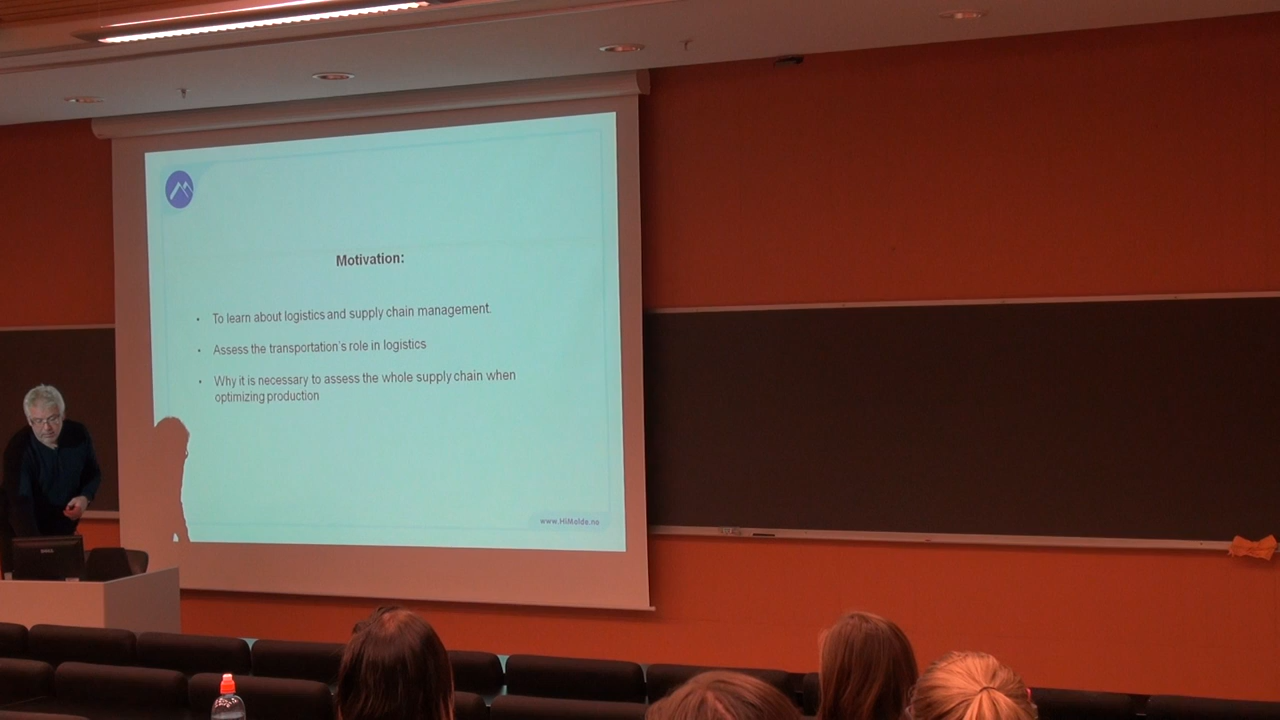 Motivation:
• To learn about logistics and supply chain management.
• Assess the transportation's role in logistics
• Why it is necessary to assess the whole supply chain when
optimizing production
www.HiMolde.no
DELL